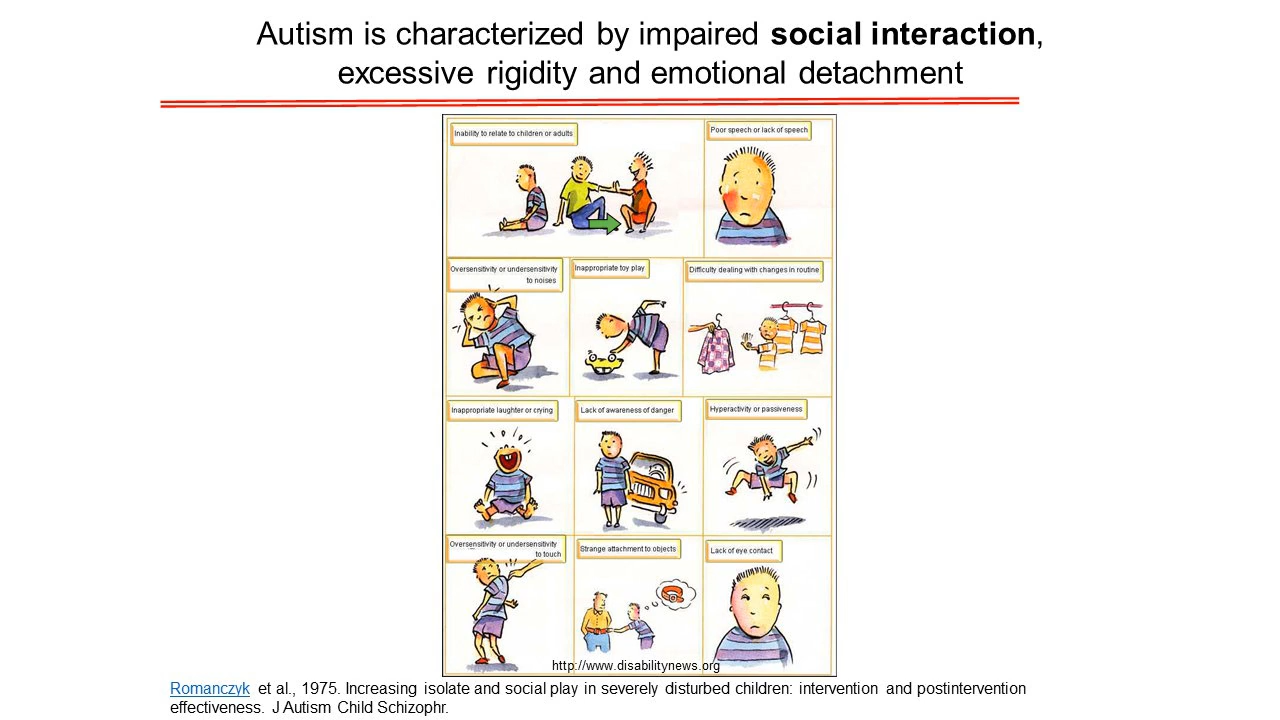 Autism is characterized by impaired social interaction,
excessive rigidity and emotional detachment
Inability to relate to children or adults
Poor speech or lack of speech
Oversensitivity or undersensitivity
to noises
Inappropriate toy play
Difficulty dealing with changes in routine
Inappropriate laughter or crying
Lack of awareness of danger
Hyperactivity or passiveness
Oversensitivity or undersensitivity
to touch
Strange attachment to objects
Lack of eye contact
http://www.disabilitynews.org
Romanczyk et al., 1975. Increasing isolate and social play in severely disturbed children: intervention and postintervention
effectiveness. J Autism Child Schizophr.